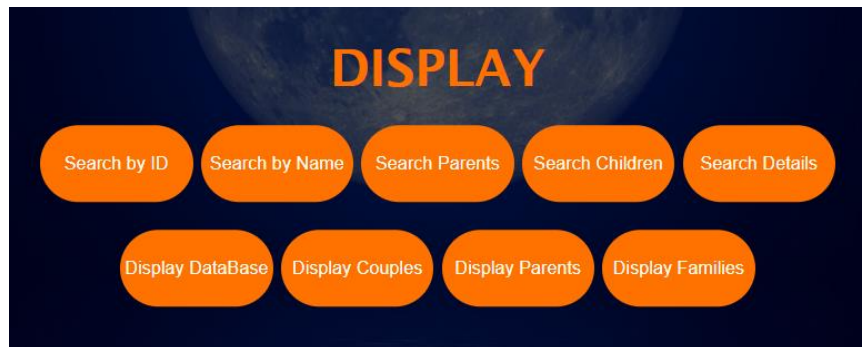 DISPLAY
Search by ID Search by Name Search Parents Search Children Search Details
Display DataBase Display Couples Display Parents Display Families